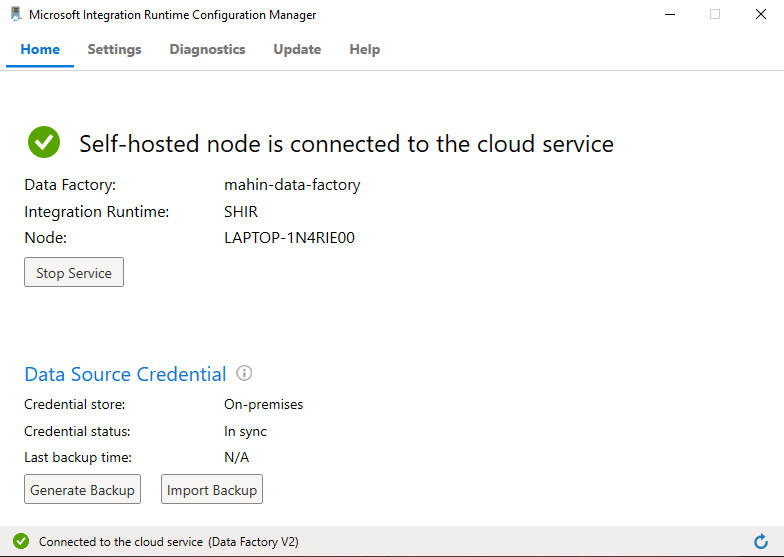 Microsoft Integration Runtime Configuration Manager
Home Settings Diagnostics Update Help
Self-hosted node is connected to the cloud service
Data Factory: mahin-data-factory
Integration Runtime: SHIR
Node: LAPTOP-1N4RIE00
Stop Service
Data Source Credential
Credential store: On-premises
Credential status: In sync
Last backup time: N/A
Generate Backup Import Backup
Connected to the cloud service (Data Factory V2)